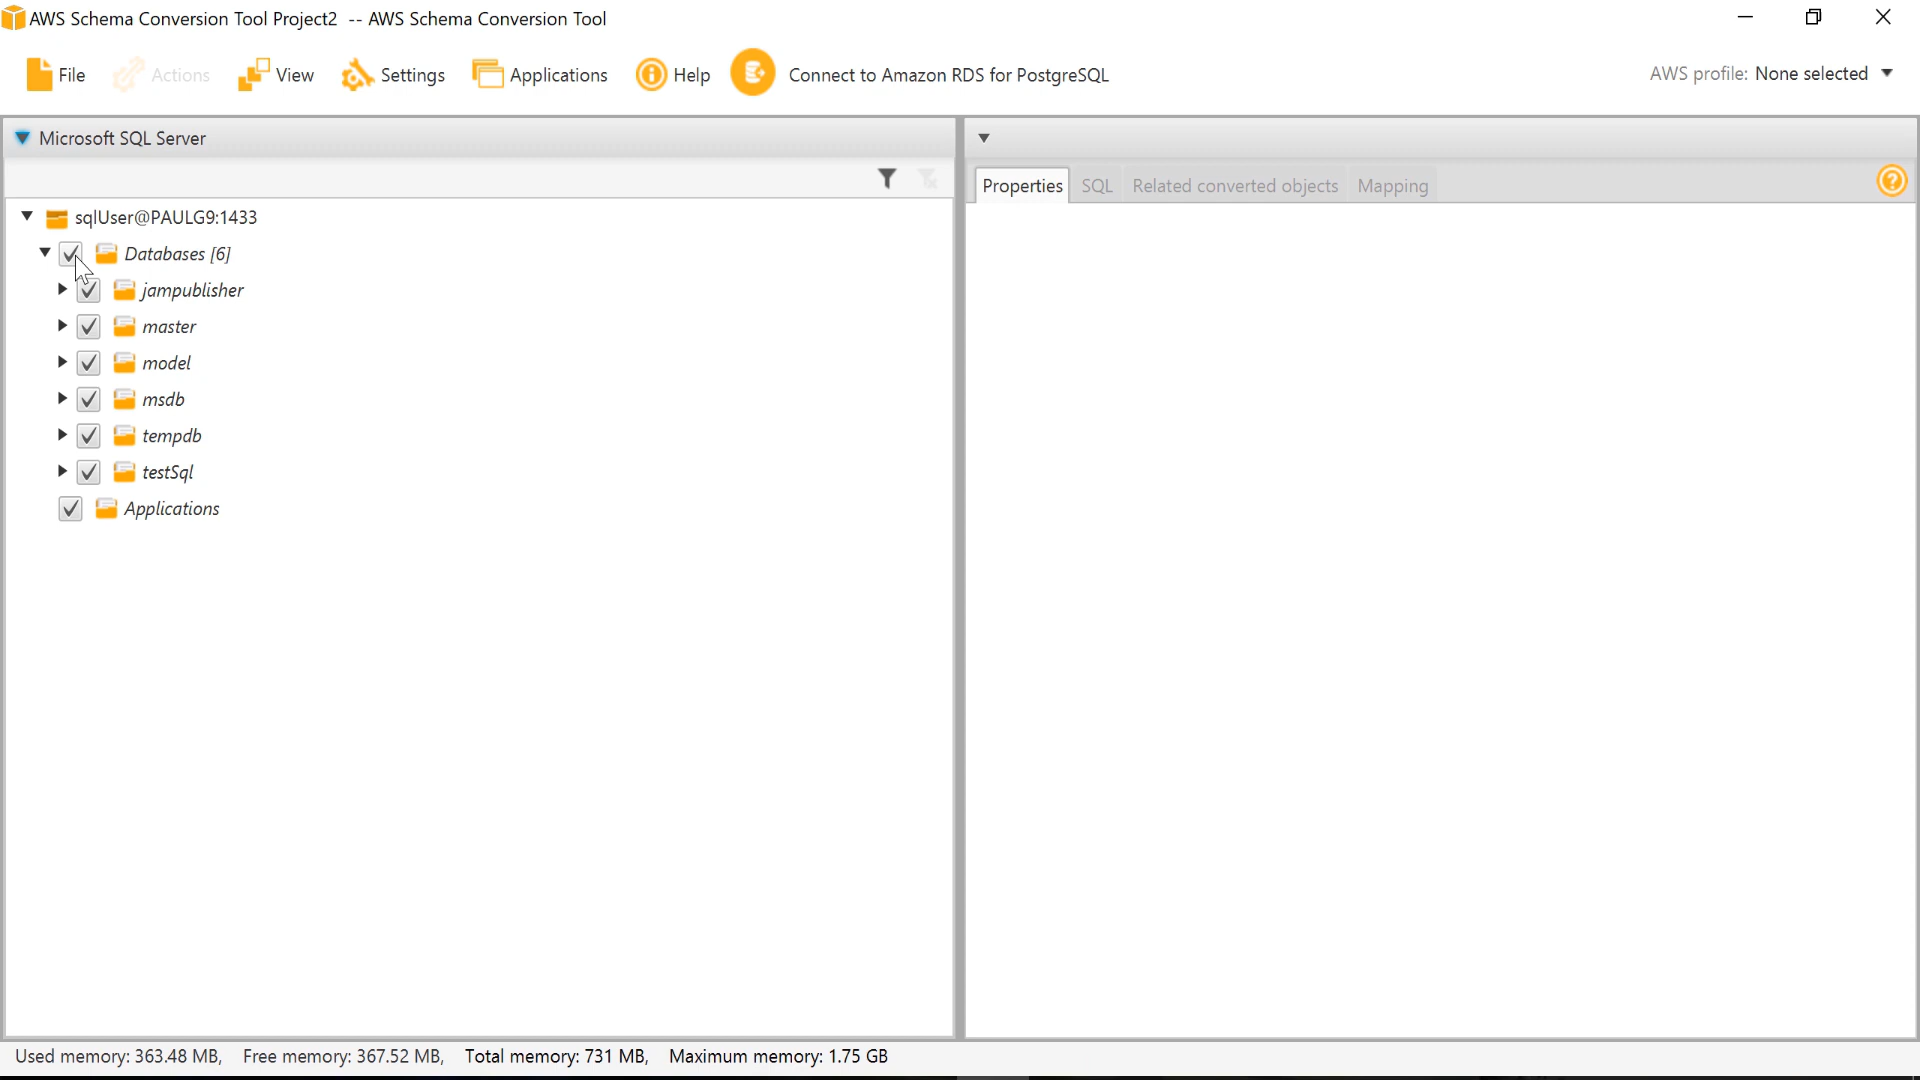 AWS Schema Conversion Tool Project2 -- AWS Schema Conversion Tool
File Actions View Settings Applications Help Connect to Amazon RDS for PostgreSQL AWS profile: None selected
Microsoft SQL Server
Properties SQL Related converted objects Mapping
sqlUser@PAULG9:1433
Databases [6]
jampublisher
master
model
msdb
tempdb
testSql
Applications
Used memory: 363.48 MB, Free memory: 367.52 MB, Total memory: 731 MB, Maximum memory: 1.75 GB